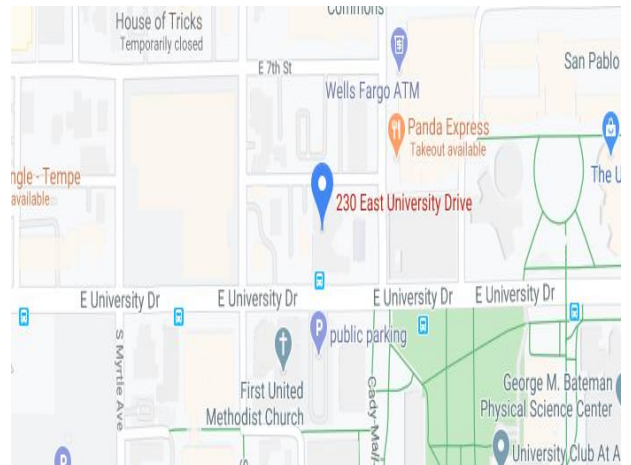 Commons
House of Tricks
Temporarily closed
E 7th St
San Pablo
Wells Fargo ATM
Panda Express
Takeout available
The U
ngle - Tempe
available
230 East University Drive
E University Dr
E University Dr
E University Dr
E University Dr
S Myrtle Ave
P
public parking
First United
Methodist Church
Cady Mall
George M. Bateman
Physical Science Center
University Club At A
P